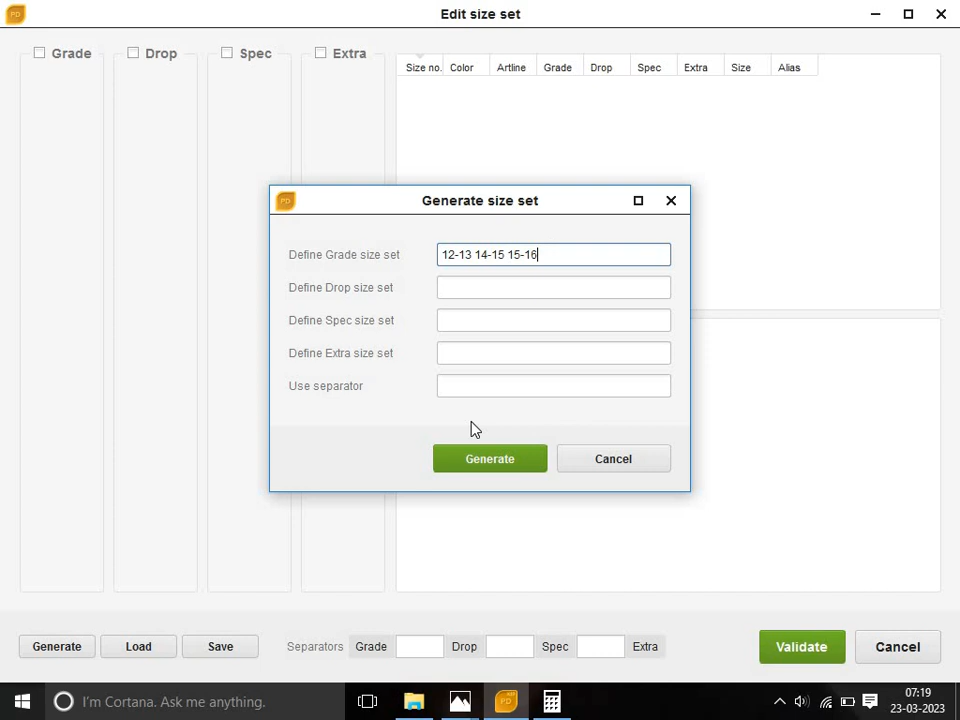 PD
Edit size set
Grade
Drop
Spec
Extra
Size no. Color Artline Grade Drop Spec Extra Size Alias
PD
Generate size set
Define Grade size set
12-13 14-15 15-16
Define Drop size set
Define Spec size set
Define Extra size set
Use separator
Generate
Cancel
Generate
Load
Save
Separators
Grade
Drop
Spec
Extra
Validate
Cancel
I'm Cortana. Ask me anything.
PD
07:19
23-03-2023